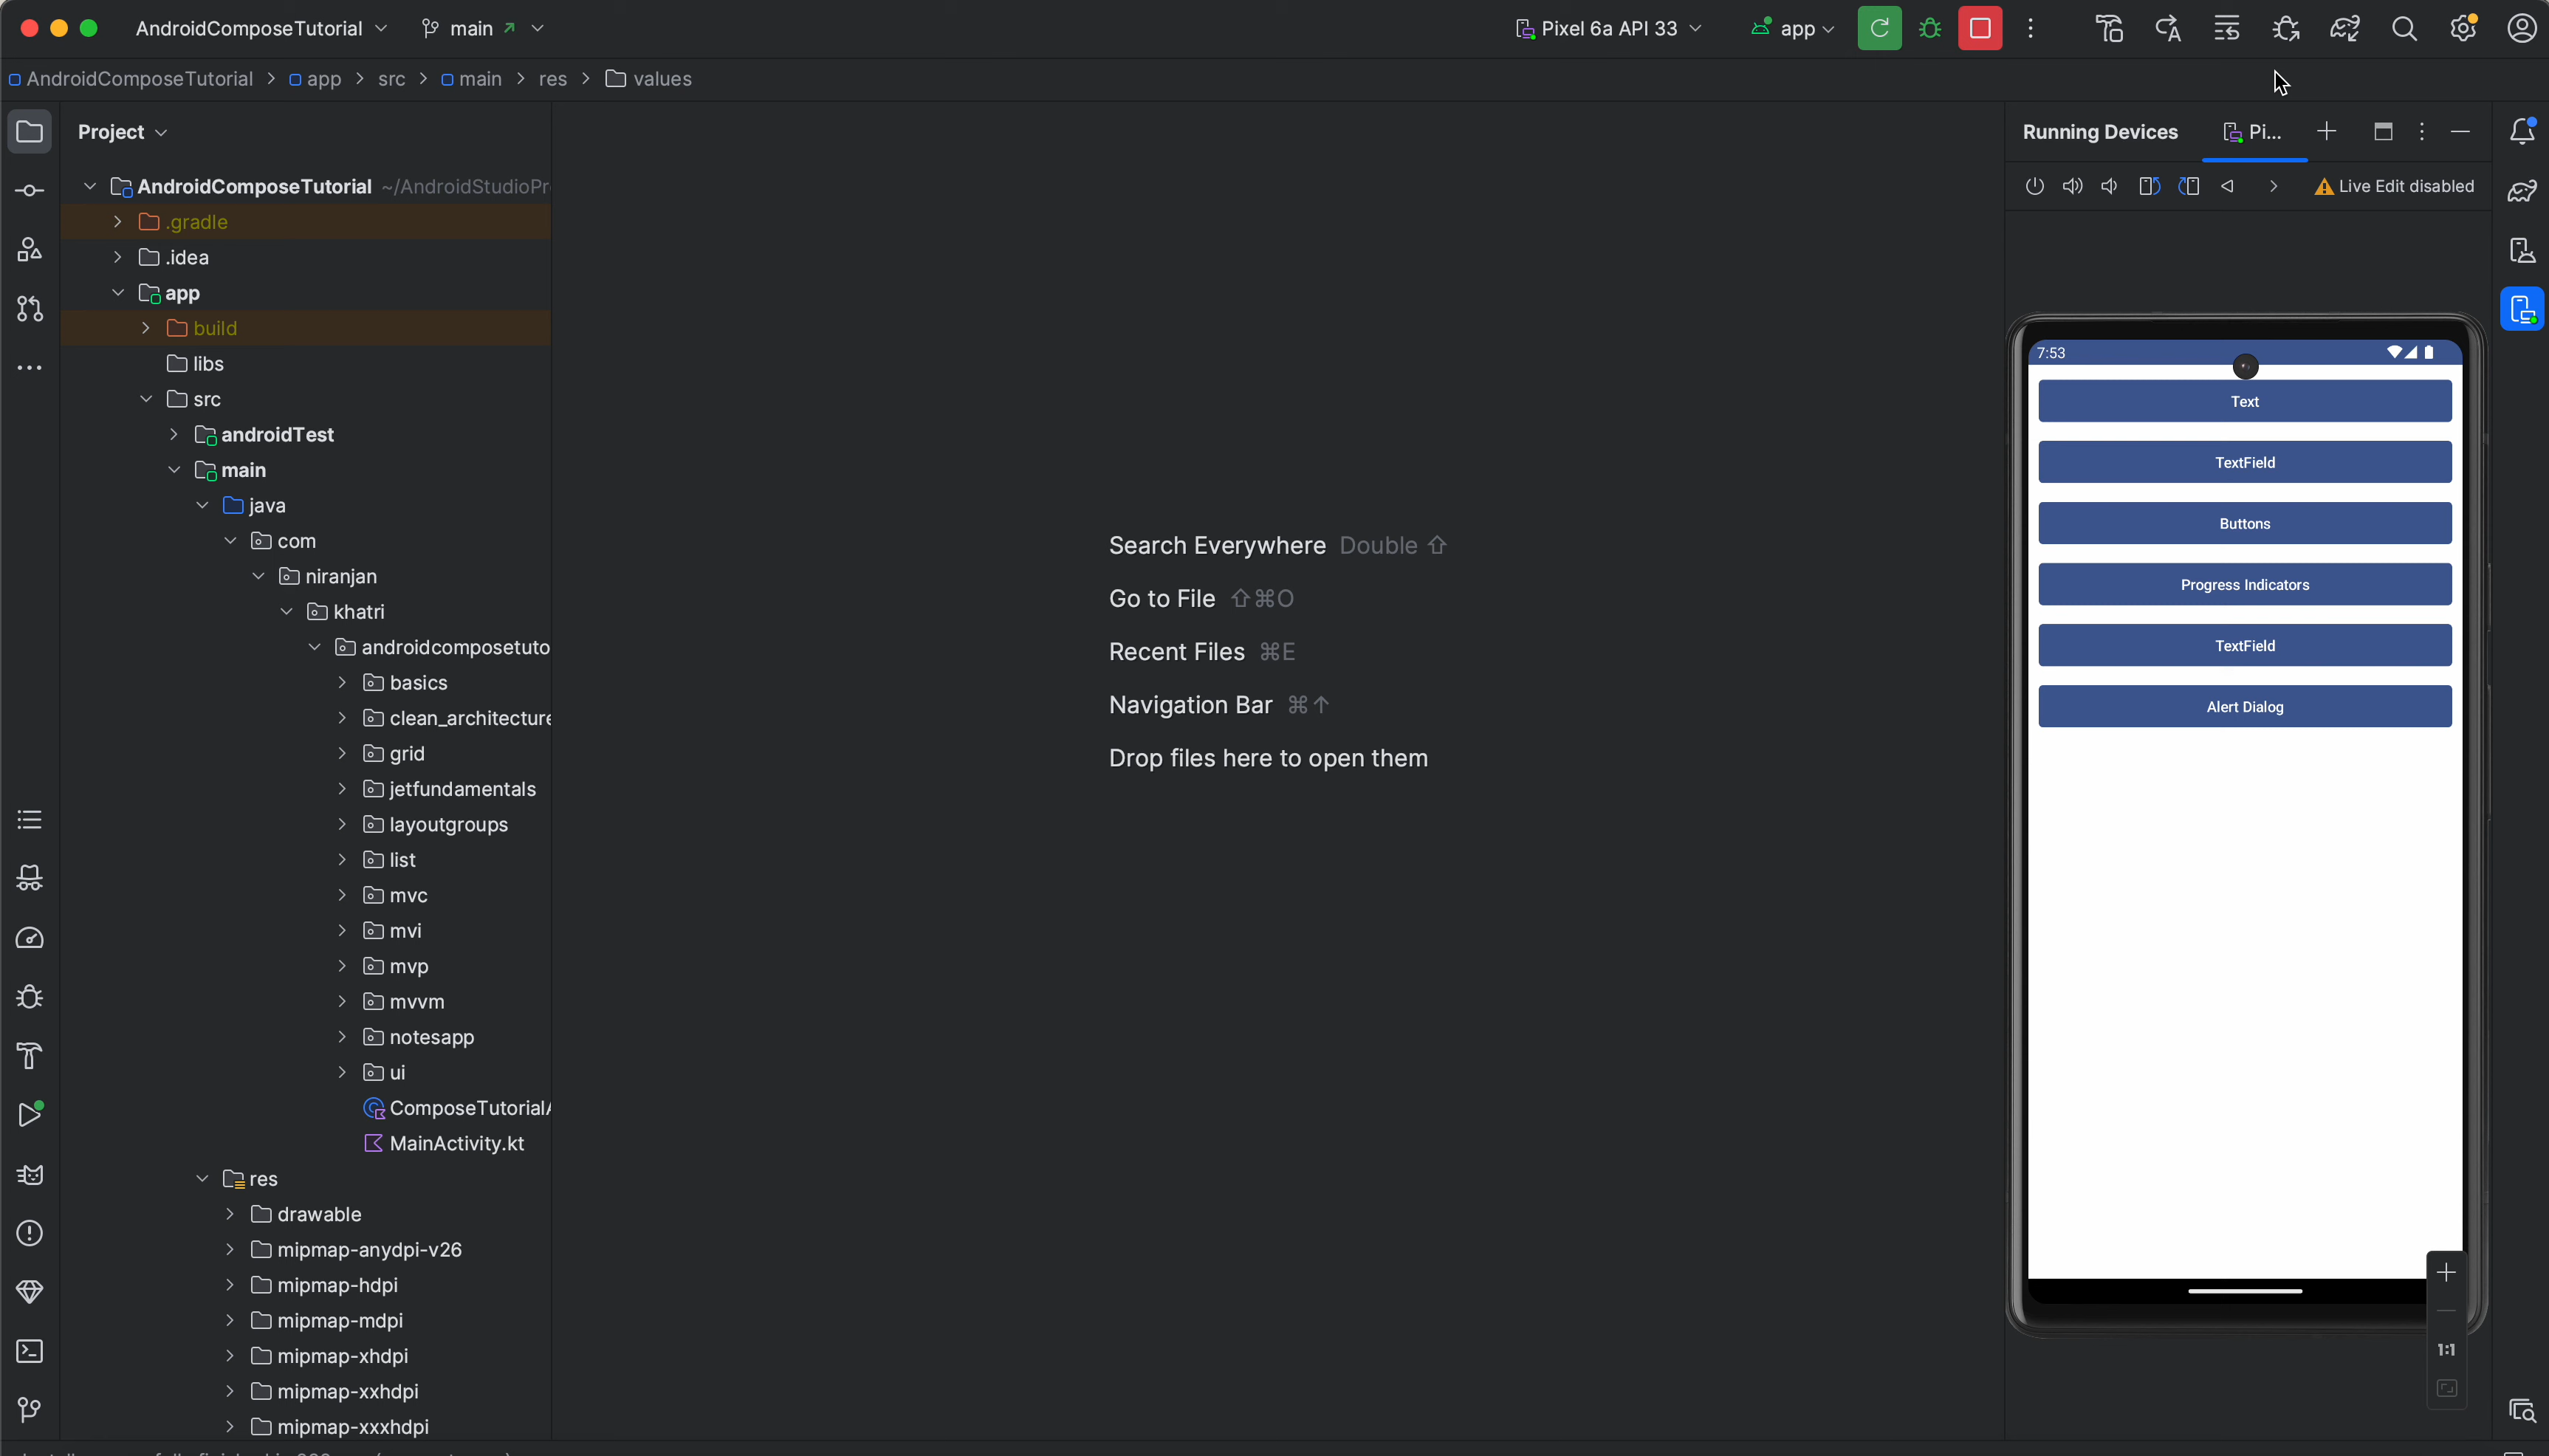 AndroidComposeTutorial
main
Pixel 6a API 33
app
AndroidComposeTutorial > app > src > main > res > values
Project
AndroidComposeTutorial ~/AndroidStudioPr
.gradle
.idea
app
build
libs
src
androidTest
main
java
com
niranjan
khatri
androidcomposetuto
basics
clean_architecture
grid
jetfundamentals
layoutgroups
list
mvc
mvi
mvp
mvvm
notesapp
ui
ComposeTutorialA
MainActivity.kt
res
drawable
mipmap-anydpi-v26
mipmap-hdpi
mipmap-mdpi
mipmap-xhdpi
mipmap-xxhdpi
mipmap-xxxhdpi
Search Everywhere Double ⇧
Go to File ⇧⌘O
Recent Files ⌘E
Navigation Bar ⌘↑
Drop files here to open them
Running Devices
Pi...
Live Edit disabled
7:53
Text
TextField
Buttons
Progress Indicators
TextField
Alert Dialog
1:1